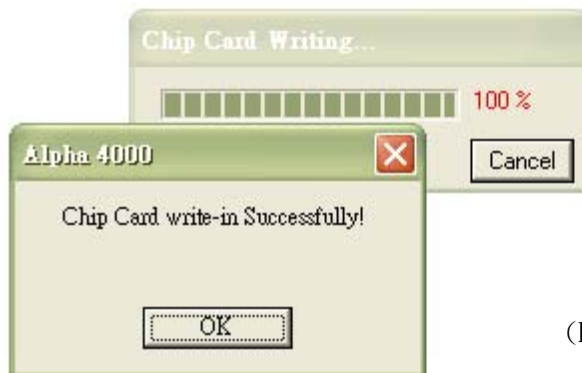 Chip Card Writing...
100 %
Cancel
Alpha 4000
Chip Card write-in Successfully!
OK